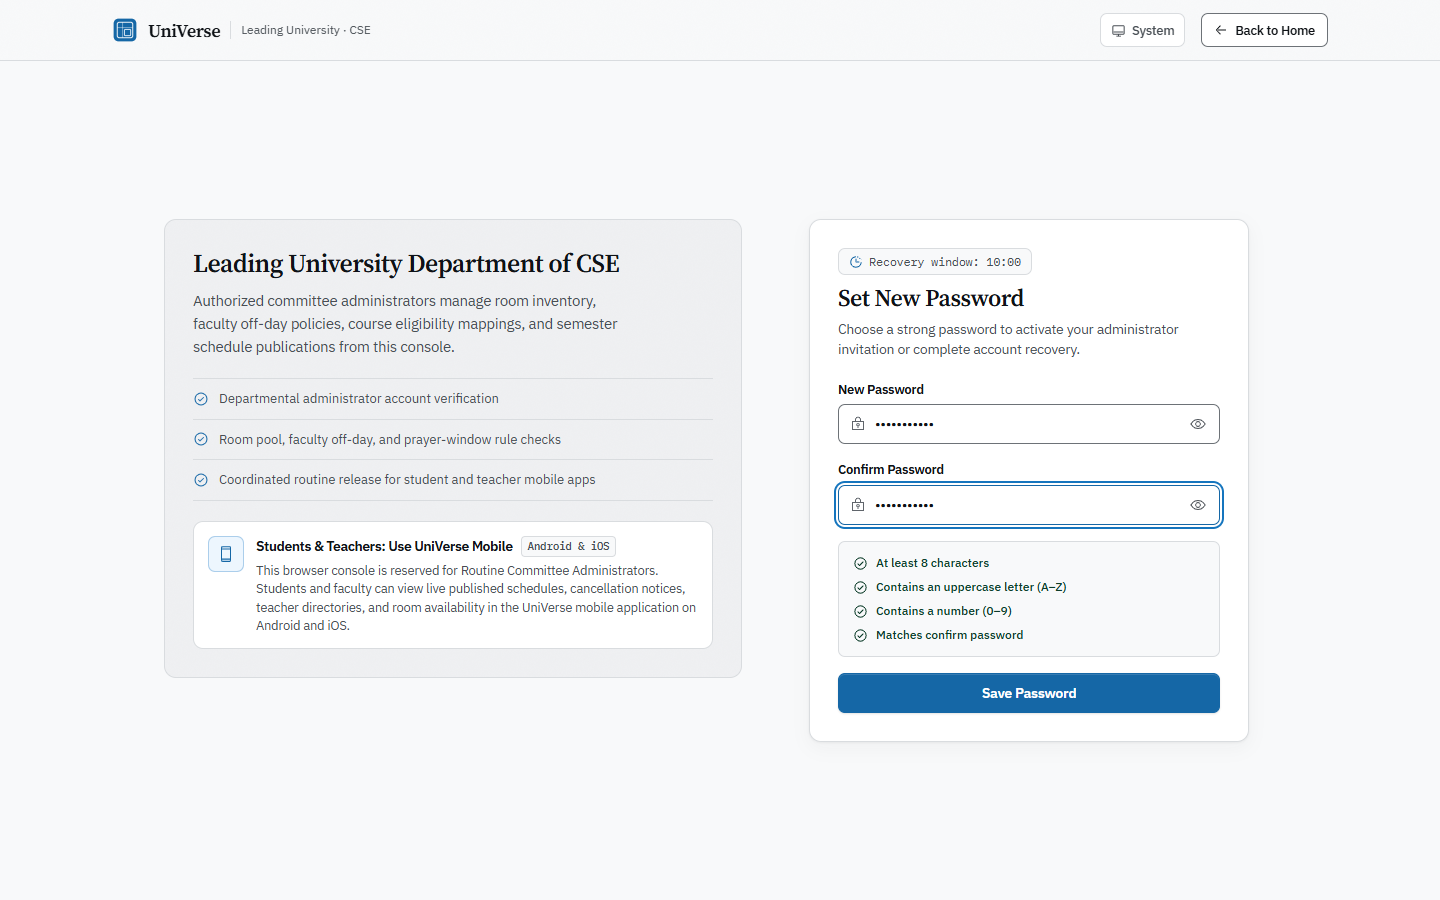 UniVerse
Leading University · CSE
System
Back to Home
Leading University Department of CSE
Authorized committee administrators manage room inventory,
faculty off-day policies, course eligibility mappings, and semester
schedule publications from this console.
Departmental administrator account verification
Room pool, faculty off-day, and prayer-window rule checks
Coordinated routine release for student and teacher mobile apps
Students & Teachers: Use UniVerse Mobile
Android & iOS
This browser console is reserved for Routine Committee Administrators.
Students and faculty can view live published schedules, cancellation notices,
teacher directories, and room availability in the UniVerse mobile application on
Android and iOS.
Recovery window: 10:00
Set New Password
Choose a strong password to activate your administrator
invitation or complete account recovery.
New Password
•••••••••••
Confirm Password
•••••••••••
At least 8 characters
Contains an uppercase letter (A–Z)
Contains a number (0–9)
Matches confirm password
Save Password